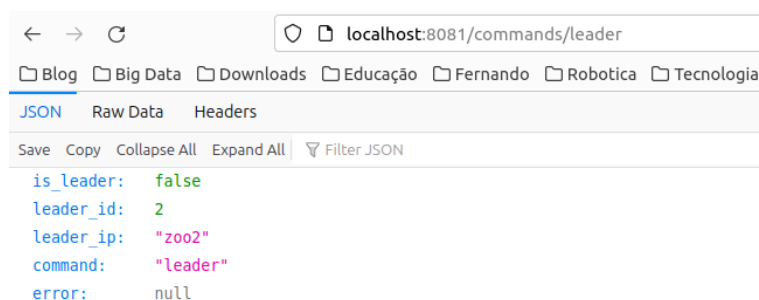 localhost:8081/commands/leader
Blog Big Data Downloads Educação Fernando Robotica Tecnologia
JSON Raw Data Headers
Save Copy Collapse All Expand All Filter JSON
is_leader: false
leader_id: 2
leader_ip: "zoo2"
command: "leader"
error: null